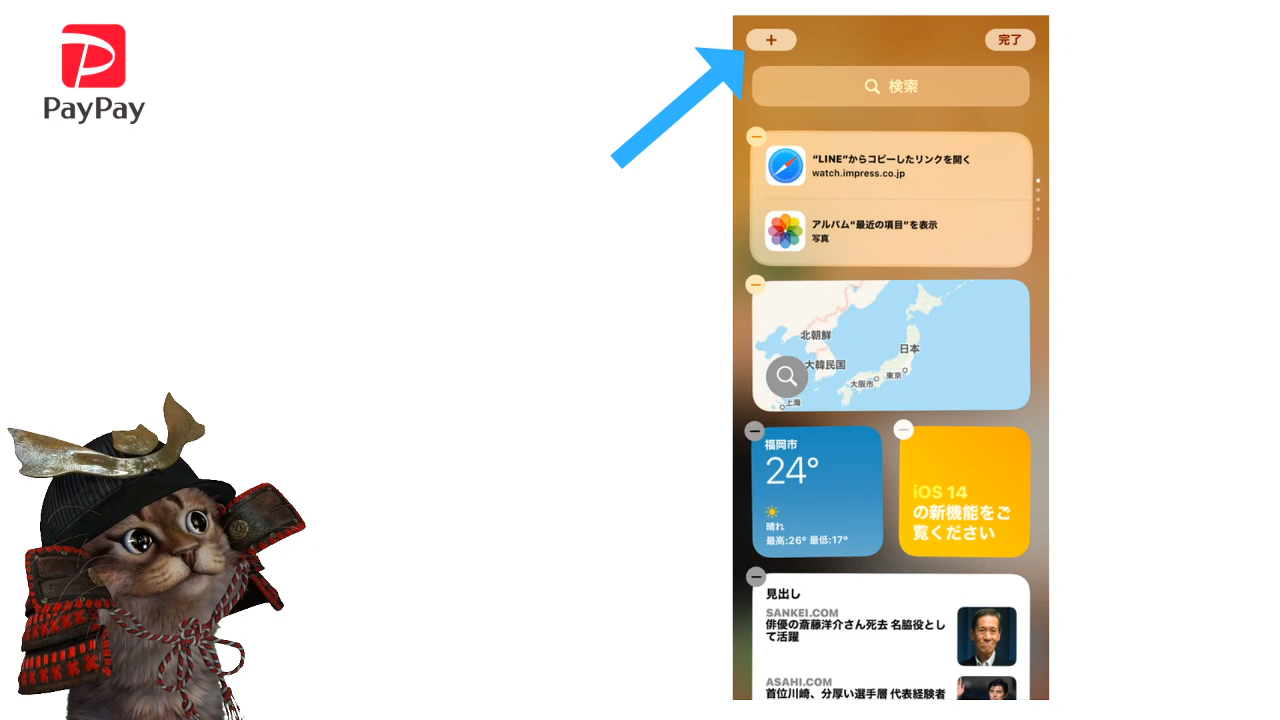 PayPay
+
完了
検索
“LINE”からコピーしたリンクを開く
watch.impress.co.jp
アルバム“最近の項目”を表示
写真
北朝鮮
日本
大韓民国
東京
大阪市
上海
福岡市
24°
晴れ
最高:26° 最低:17°
iOS 14
の新機能をご
覧ください
見出し
SANKEI.COM
俳優の斎藤洋介さん死去 名脇役とし
て活躍
ASAHI.COM
首位川崎、分厚い選手層 代表経験者